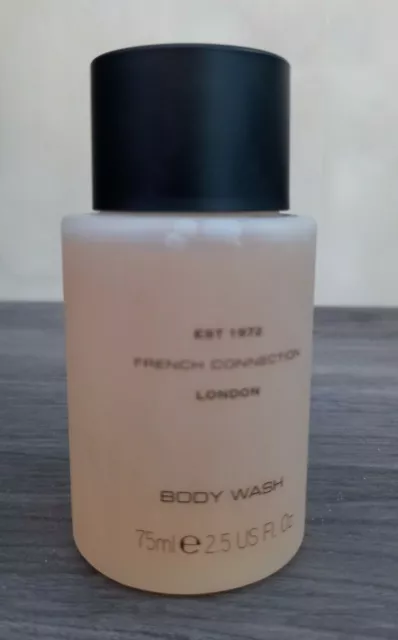 EST 1972
FRENCH CONNECTION
LONDON
BODY WASH
75ml ℮ 2.5 US Fl. Oz